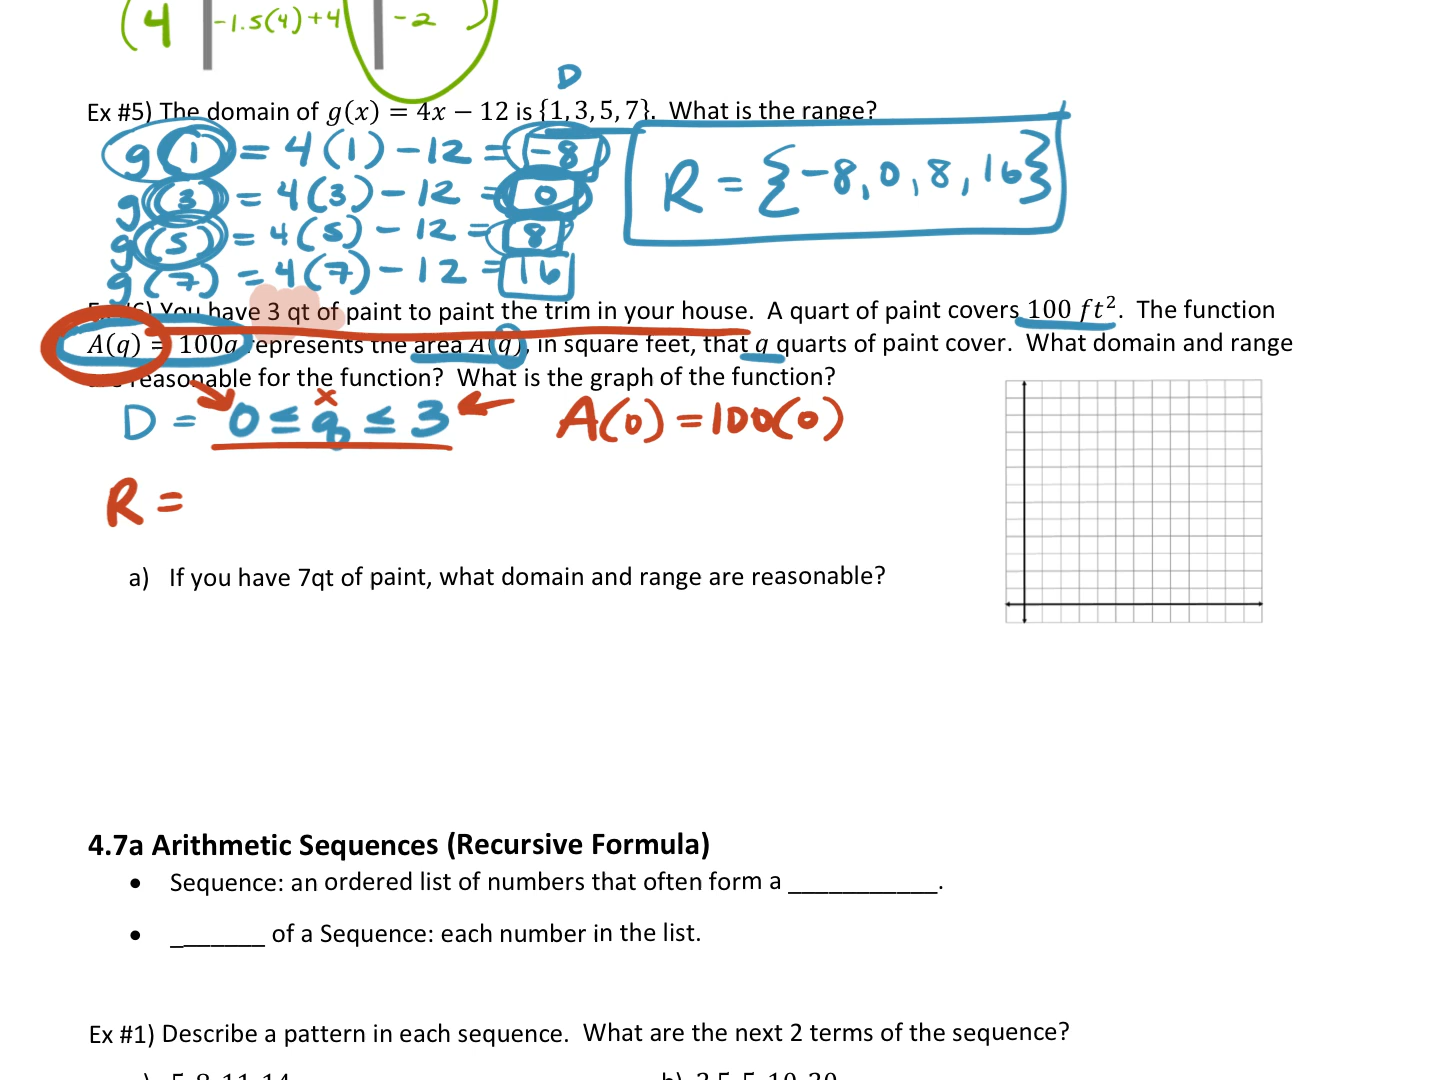 (4 | -1.5(4)+4 | -2 )
D
Ex #5) The domain of g(x) = 4x − 12 is {1, 3, 5, 7}. What is the range?
g(1) = 4(1)-12 = -8
R = {-8, 0, 8, 16}
g(3) = 4(3)-12 = 0
g(5) = 4(5)-12 = 8
g(7) = 4(7)-12 = 16
You have 3 qt of paint to paint the trim in your house. A quart of paint covers 100 ft². The function
A(q) = 100q represents the area A(q), in square feet, that q quarts of paint cover. What domain and range
are reasonable for the function? What is the graph of the function?
x
D = 0 ≤ q ≤ 3 A(0) = 100(0)
R =
a) If you have 7qt of paint, what domain and range are reasonable?
4.7a Arithmetic Sequences (Recursive Formula)
• Sequence: an ordered list of numbers that often form a ___________.
• _______ of a Sequence: each number in the list.
Ex #1) Describe a pattern in each sequence. What are the next 2 terms of the sequence?